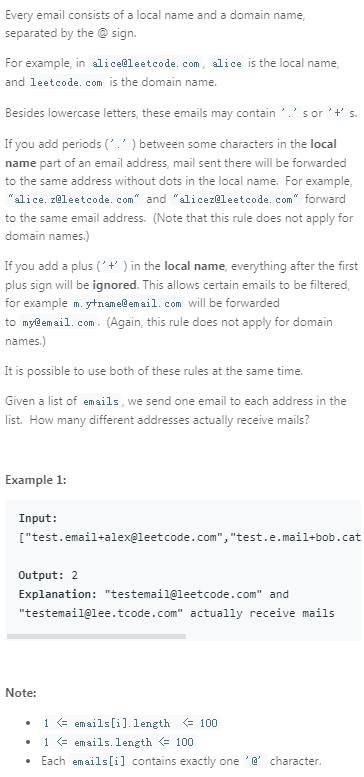 Every email consists of a local name and a domain name,
separated by the @ sign.
For example, in alice@leetcode.com, alice is the local name,
and leetcode.com is the domain name.
Besides lowercase letters, these emails may contain '.' s or '+' s.
If you add periods ('.') between some characters in the local
name part of an email address, mail sent there will be forwarded
to the same address without dots in the local name. For example,
"alice.z@leetcode.com" and "alicez@leetcode.com" forward
to the same email address. (Note that this rule does not apply for
domain names.)
If you add a plus ('+') in the local name, everything after the first
plus sign will be ignored. This allows certain emails to be filtered,
for example m.y+name@email.com will be forwarded
to my@email.com. (Again, this rule does not apply for domain
names.)
It is possible to use both of these rules at the same time.
Given a list of emails, we send one email to each address in the
list. How many different addresses actually receive mails?
Example 1:
Input:
["test.email+alex@leetcode.com","test.e.mail+bob.cat
Output: 2
Explanation: "testemail@leetcode.com" and
"testemail@lee.tcode.com" actually receive mails
Note:
• 1 <= emails[i].length <= 100
• 1 <= emails.length <= 100
• Each emails[i] contains exactly one '@' character.